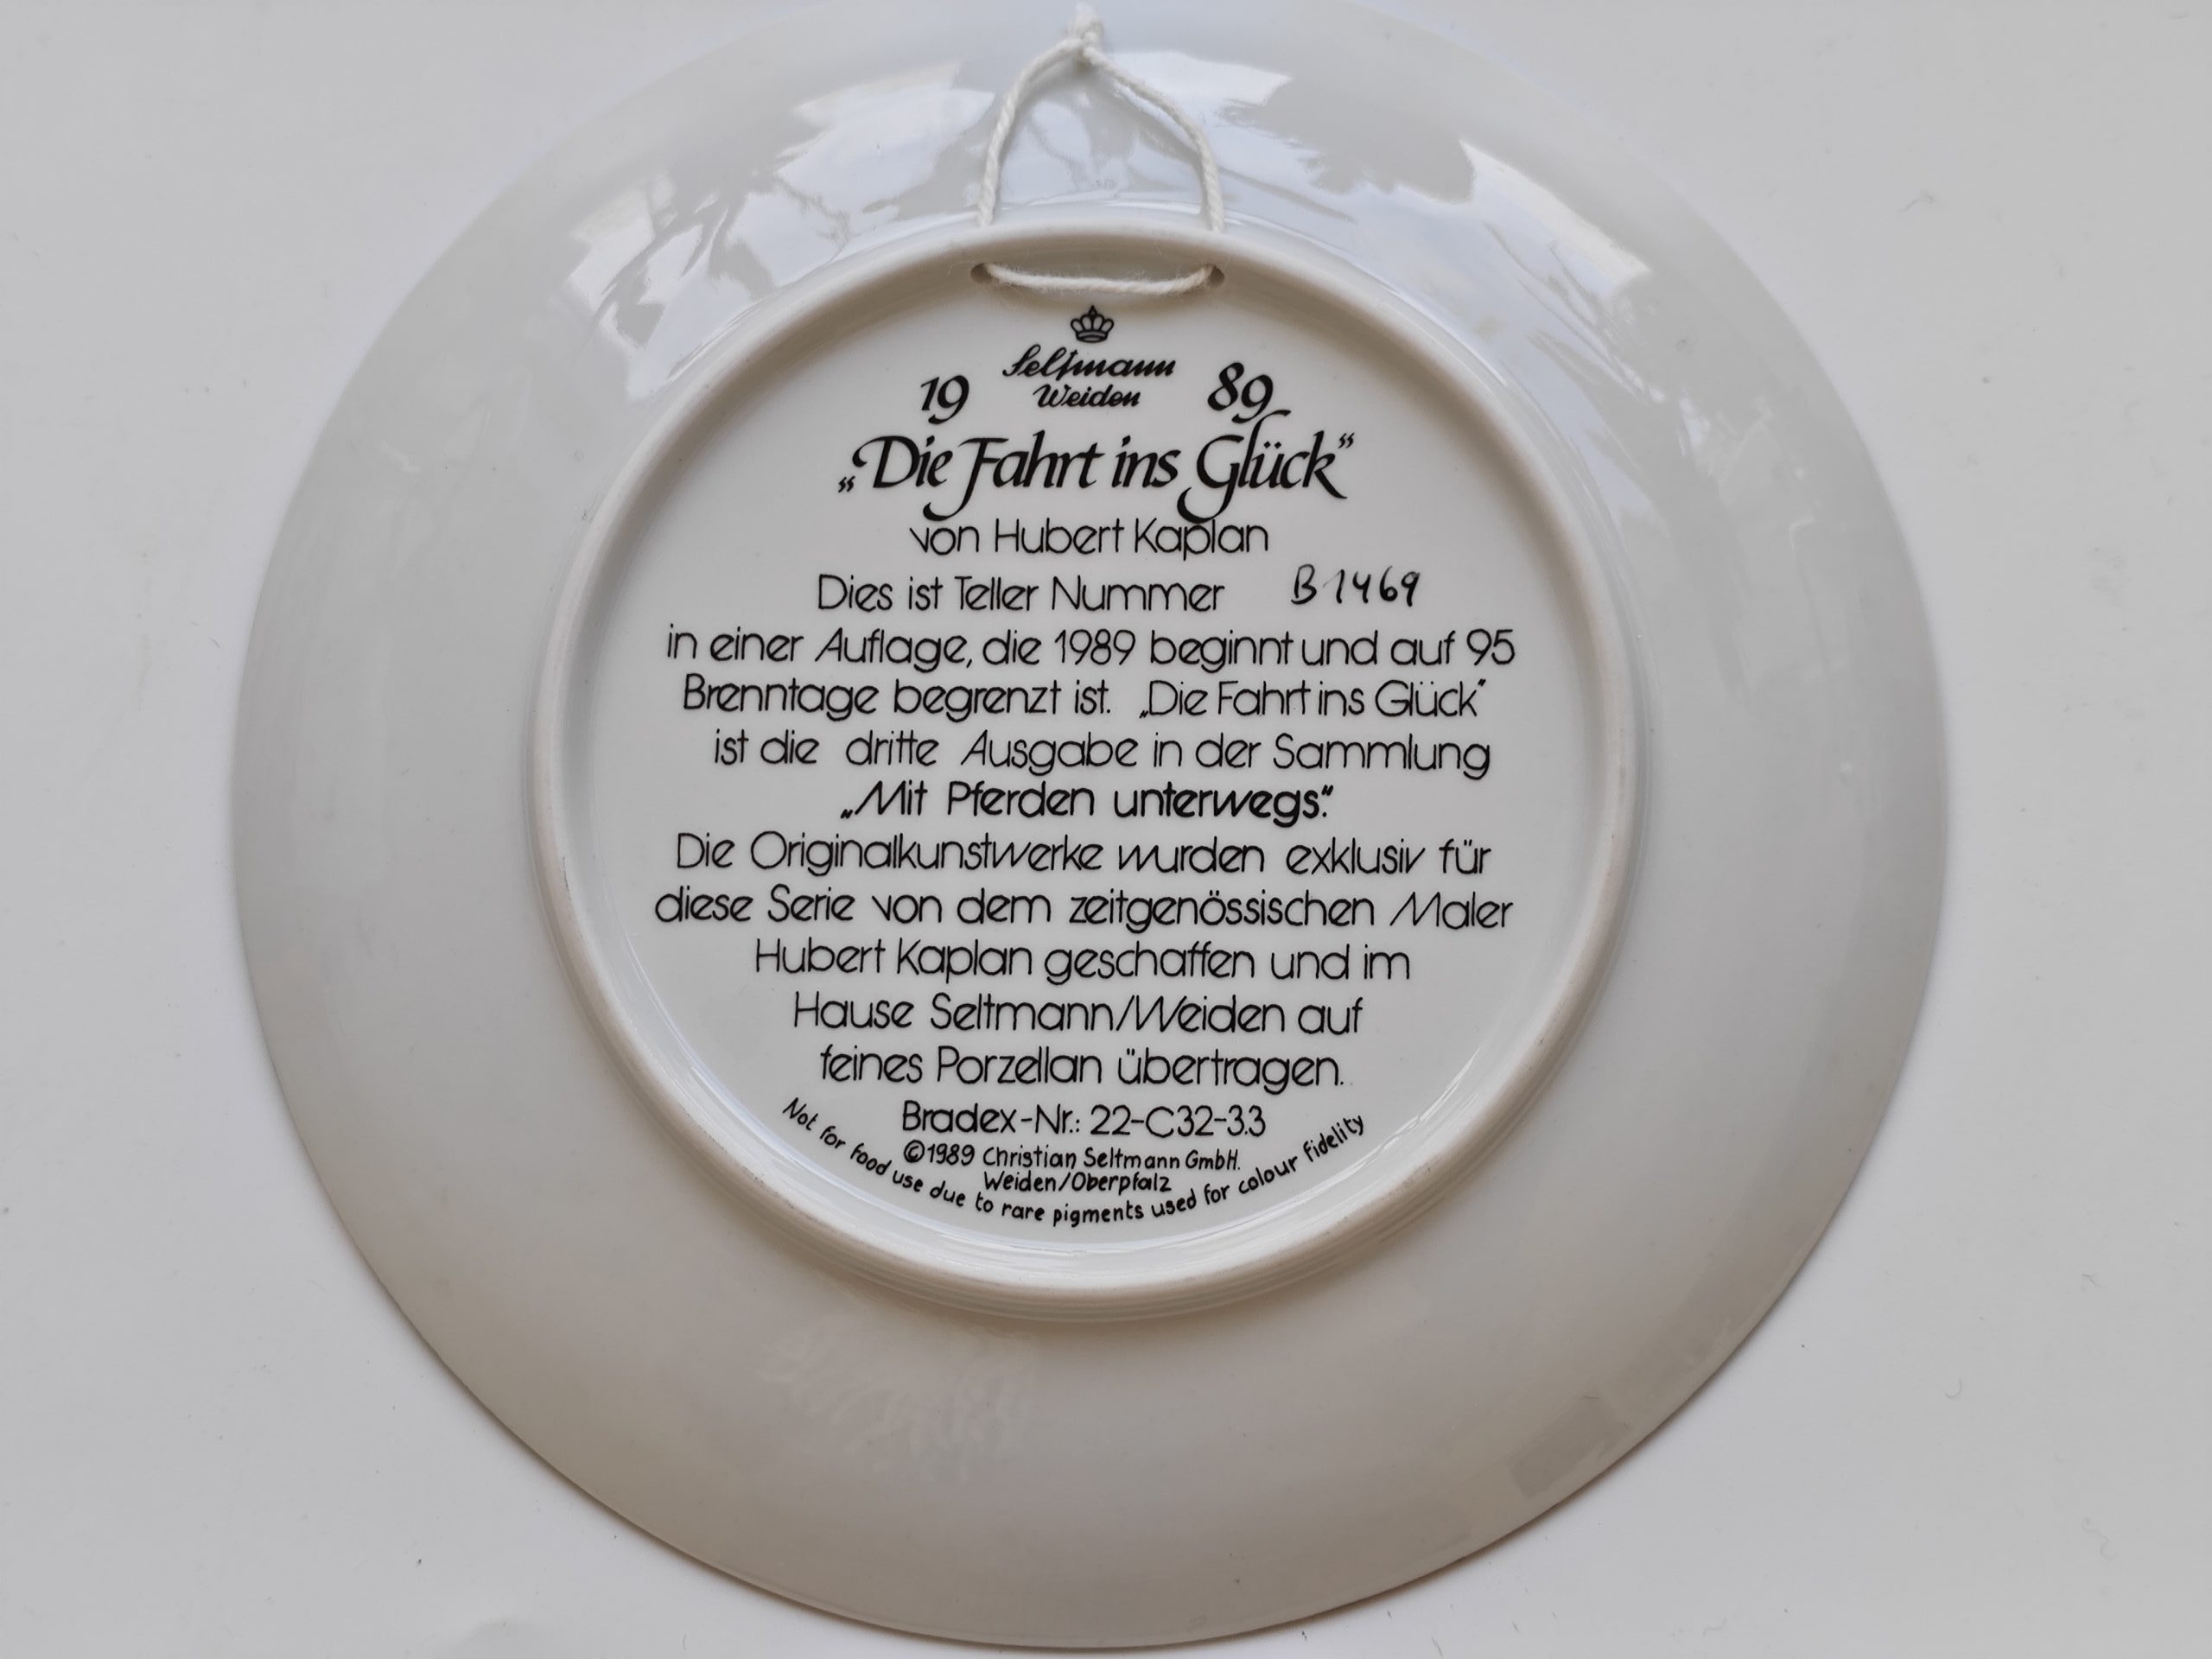 Seltmann
Weiden
19 89
„Die Fahrt ins Glück“
von Hubert Kaplan
Dies ist Teller Nummer B1469
in einer Auflage, die 1989 beginnt und auf 95
Brenntage begrenzt ist. „Die Fahrt ins Glück“
ist die dritte Ausgabe in der Sammlung
„Mit Pferden unterwegs“.
Die Originalkunstwerke wurden exklusiv für
diese Serie von dem zeitgenössischen Maler
Hubert Kaplan geschaffen und im
Hause Seltmann/Weiden auf
feines Porzellan übertragen.
Bradex-Nr.: 22-C32-3.3
©1989 Christian Seltmann GmbH.
Weiden/Oberpfalz
Not for food use due to rare pigments used for colour fidelity